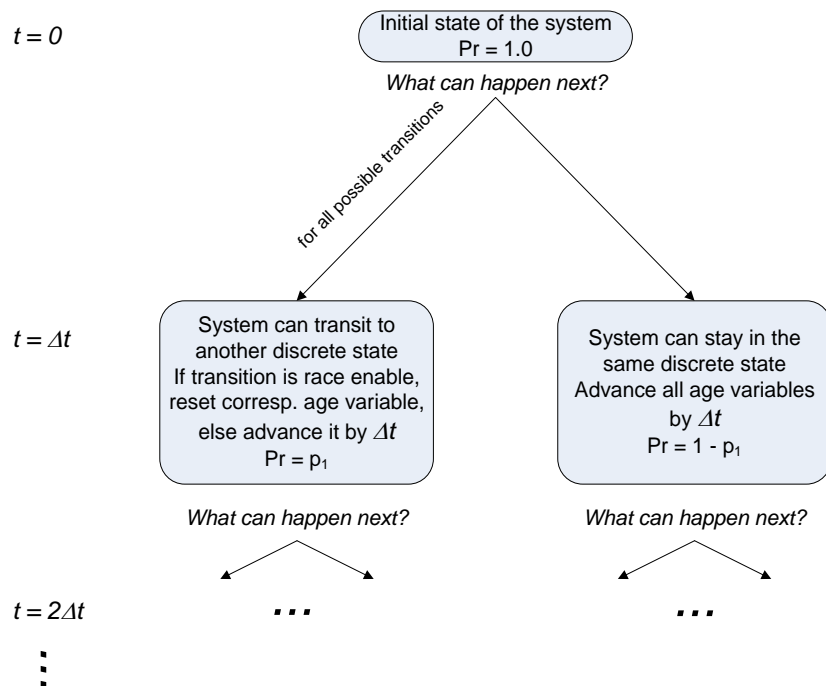 t = 0
Initial state of the system
Pr = 1.0
What can happen next?
for all possible transitions
t = Δt
System can transit to
another discrete state
If transition is race enable,
reset corresp. age variable,
else advance it by Δt
Pr = p₁
System can stay in the
same discrete state
Advance all age variables
by Δt
Pr = 1 - p₁
What can happen next?
What can happen next?
t = 2Δt
...
...
⋮